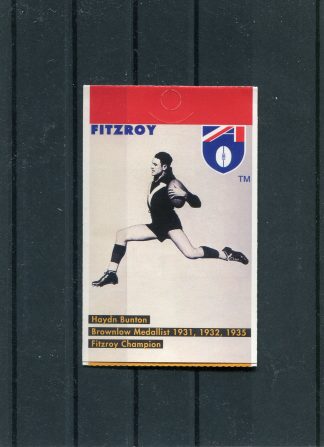 FITZROY
TM
Haydn Bunton
Brownlow Medallist 1931, 1932, 1935
Fitzroy Champion